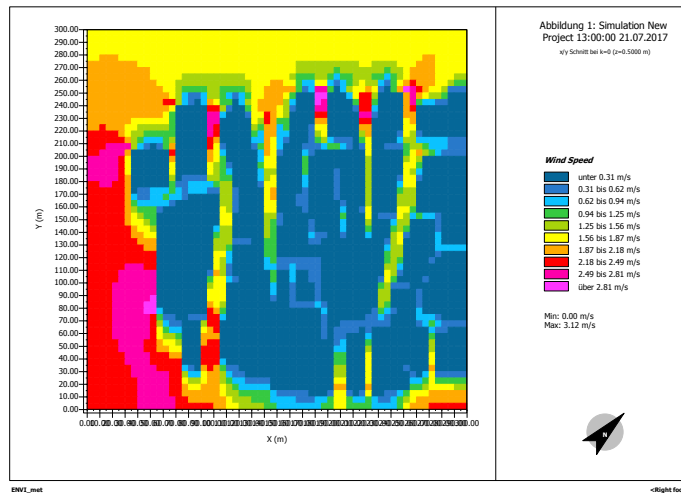 Abbildung 1: Simulation New
Project 13:00:00 21.07.2017
x/y Schnitt bei k=0 (z=0.5000 m)
300.00
290.00
280.00
270.00
260.00
250.00
240.00
230.00
220.00
210.00
200.00
190.00
180.00
170.00
160.00
150.00
140.00
130.00
120.00
110.00
100.00
90.00
80.00
70.00
60.00
50.00
40.00
30.00
20.00
10.00
0.00
Y (m)
X (m)
Wind Speed
unter 0.31 m/s
0.31 bis 0.62 m/s
0.62 bis 0.94 m/s
0.94 bis 1.25 m/s
1.25 bis 1.56 m/s
1.56 bis 1.87 m/s
1.87 bis 2.18 m/s
2.18 bis 2.49 m/s
2.49 bis 2.81 m/s
über 2.81 m/s
Min: 0.00 m/s
Max: 3.12 m/s
N
ENVI_met
<Right foo